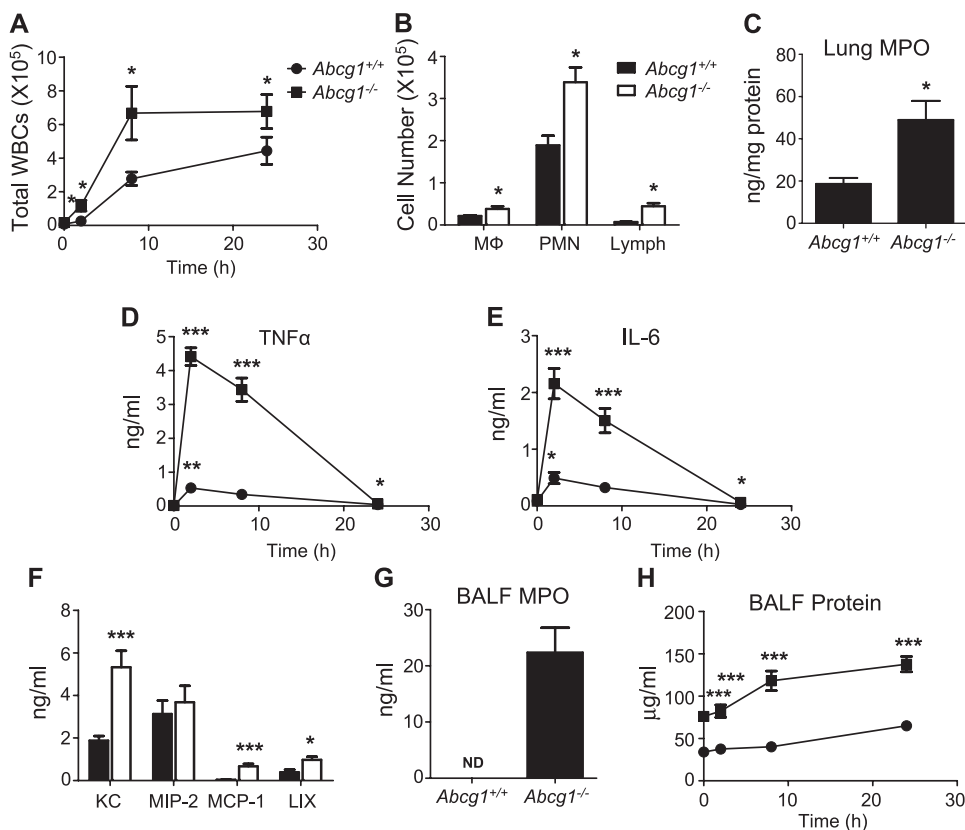 A
Total WBCs (X10⁵)
8
6
4
2
0
*
*
*
*
0 10 20 30
Time (h)
Abcg1+/+
Abcg1-/-
B
Cell Number (X10⁵)
4
2
0
*
*
*
MΦ PMN Lymph
Abcg1+/+
Abcg1-/-
C
Lung MPO
ng/mg protein
80
60
40
20
0
*
Abcg1+/+ Abcg1-/-
D
TNFα
ng/ml
5
4
3
2
1
0
***
***
**
*
0 10 20 30
Time (h)
E
IL-6
ng/ml
3
2
1
0
***
***
*
*
0 10 20 30
Time (h)
F
ng/ml
8
6
4
2
0
***
***
*
KC MIP-2 MCP-1 LIX
G
BALF MPO
ng/ml
30
20
10
0
ND
Abcg1+/+ Abcg1-/-
H
BALF Protein
µg/ml
200
150
100
50
0
***
***
***
***
0 10 20 30
Time (h)